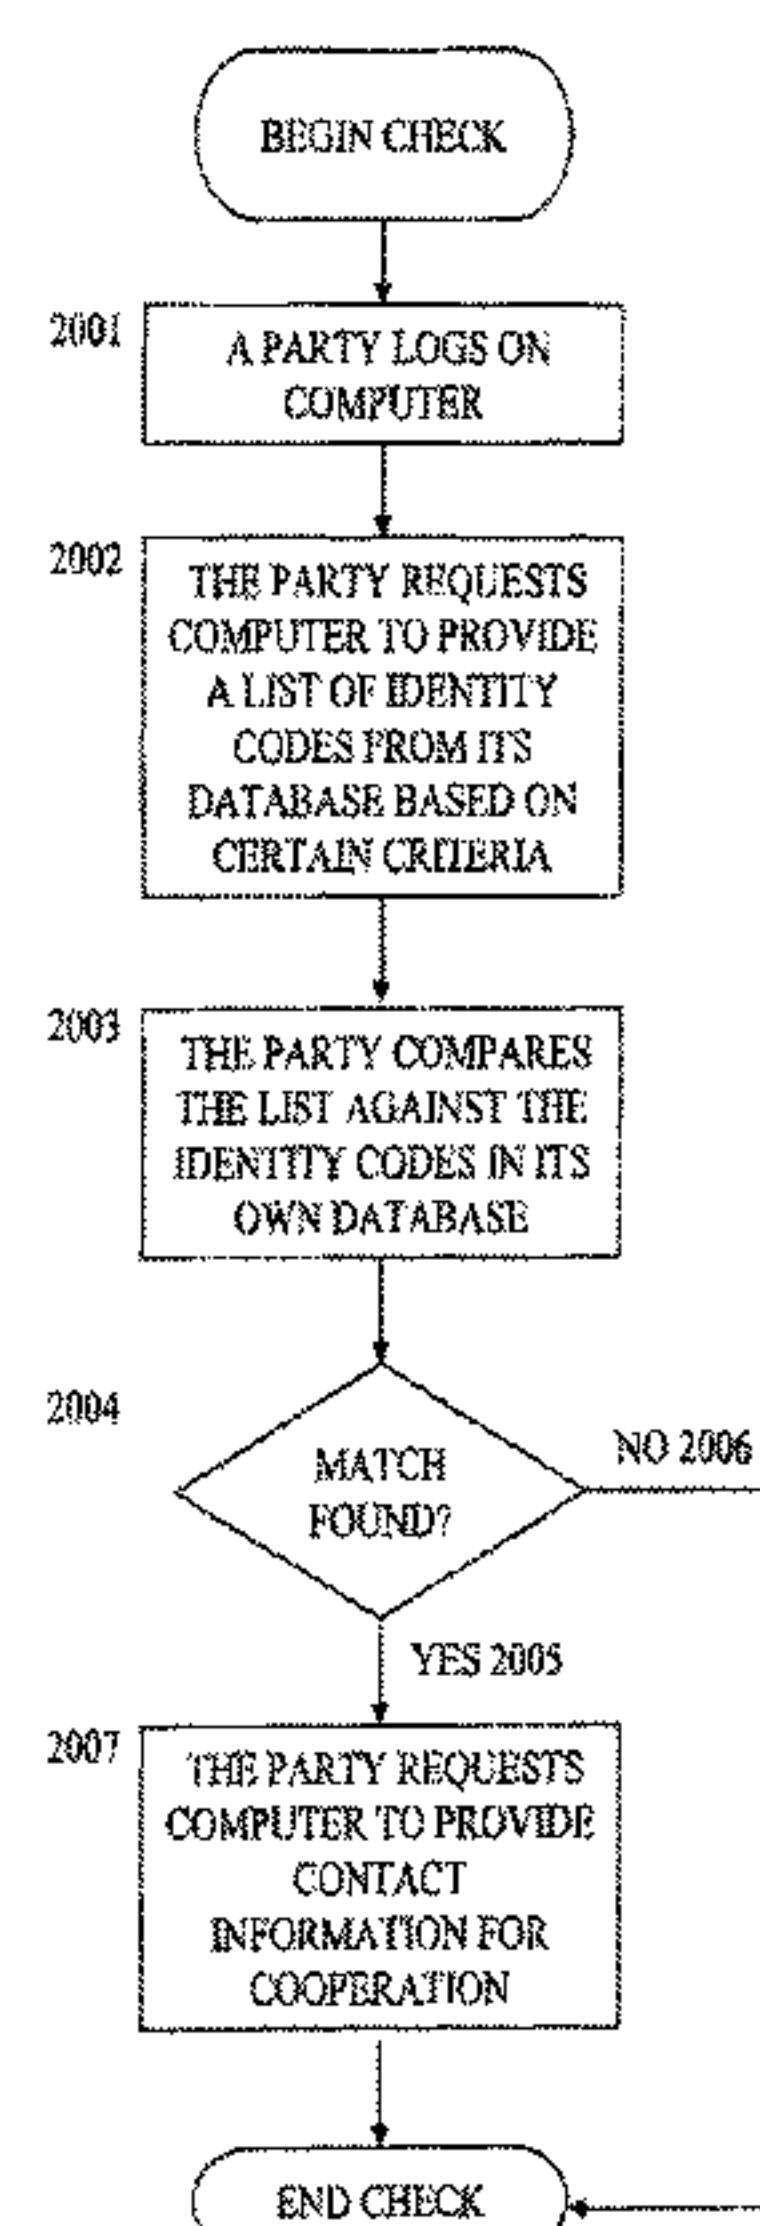 BEGIN CHECK
2001
A PARTY LOGS ON
COMPUTER
2002
THE PARTY REQUESTS
COMPUTER TO PROVIDE
A LIST OF IDENTITY
CODES FROM ITS
DATABASE BASED ON
CERTAIN CRITERIA
2003
THE PARTY COMPARES
THE LIST AGAINST THE
IDENTITY CODES IN ITS
OWN DATABASE
2004
MATCH
FOUND?
NO 2006
YES 2005
2007
THE PARTY REQUESTS
COMPUTER TO PROVIDE
CONTACT
INFORMATION FOR
COOPERATION
END CHECK